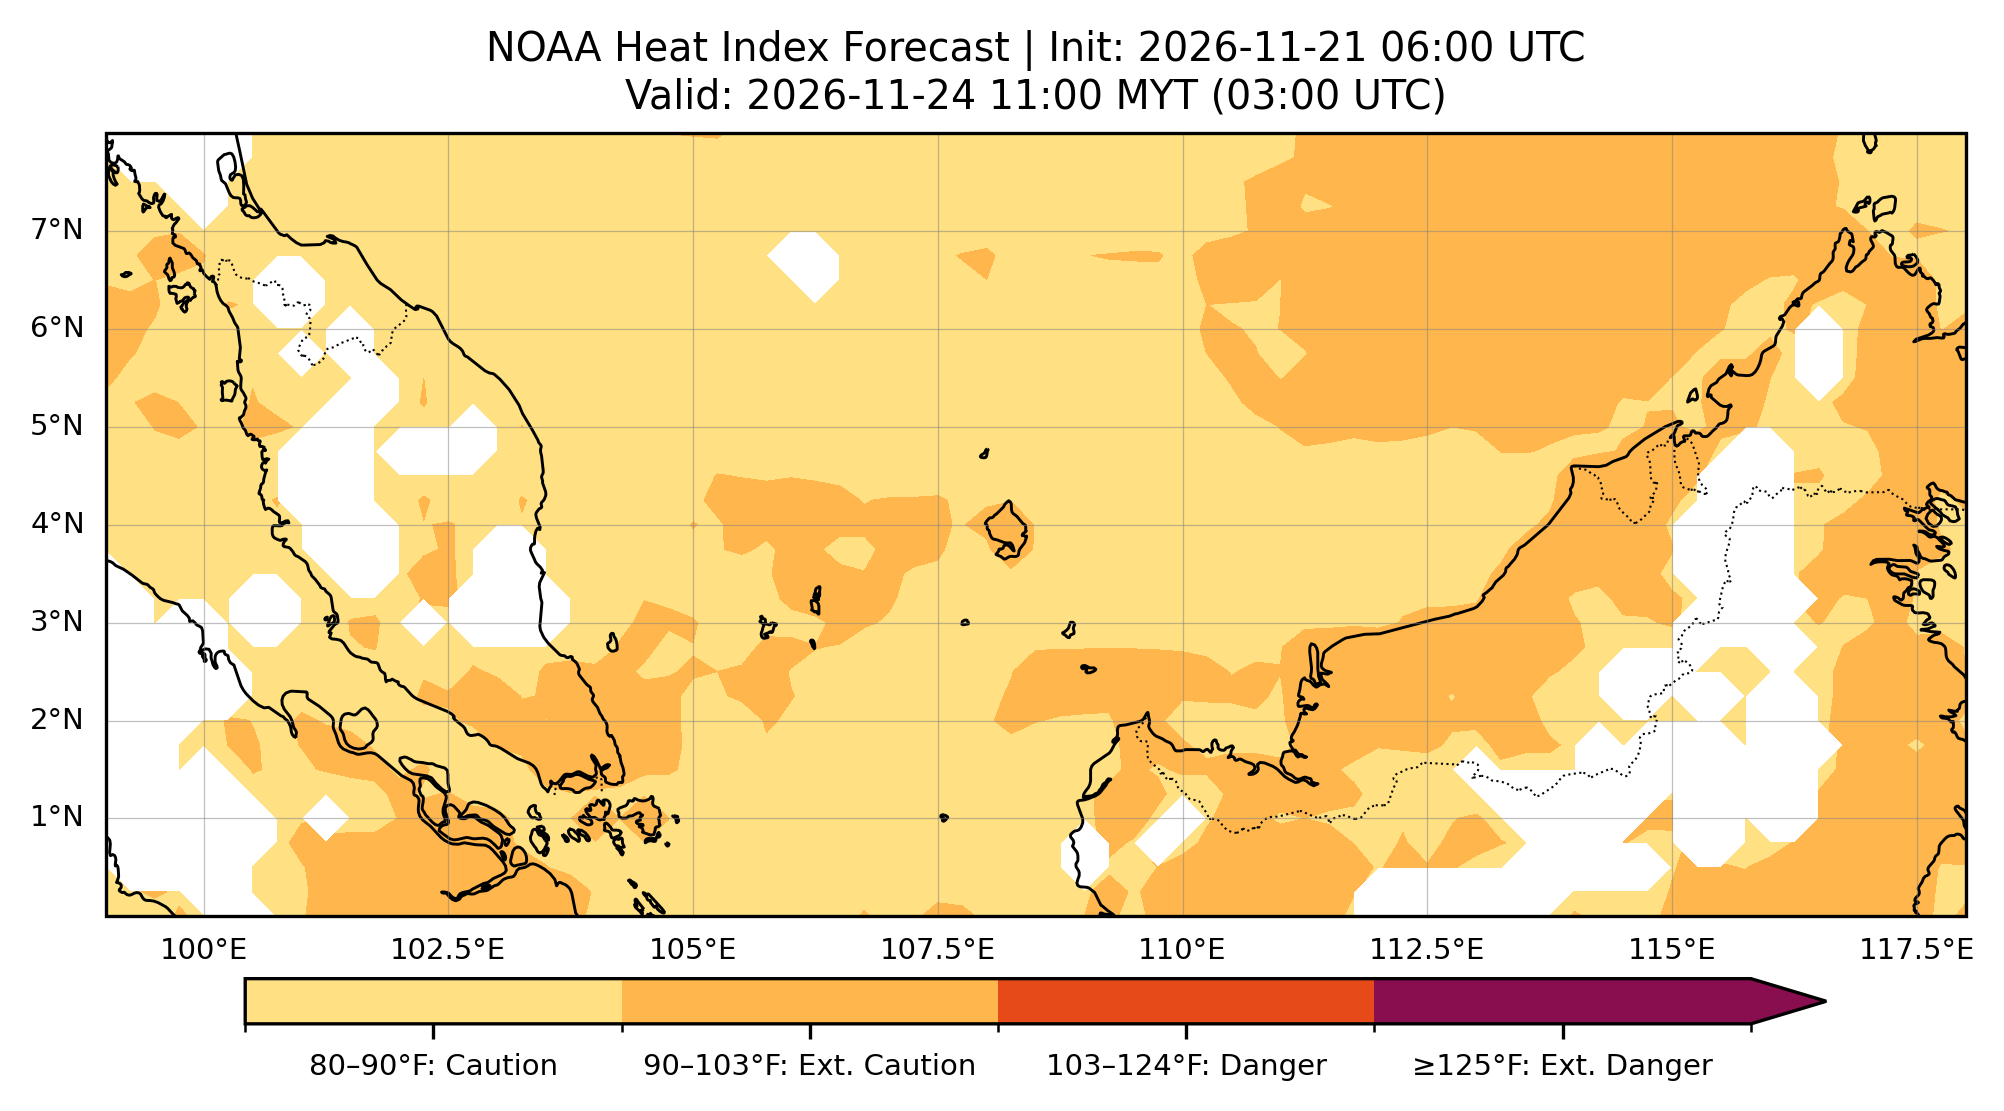 NOAA Heat Index Forecast | Init: 2026-11-21 06:00 UTC
Valid: 2026-11-24 11:00 MYT (03:00 UTC)
7°N
6°N
5°N
4°N
3°N
2°N
1°N
100°E 102.5°E 105°E 107.5°E 110°E 112.5°E 115°E 117.5°E
80–90°F: Caution 90–103°F: Ext. Caution 103–124°F: Danger ≥125°F: Ext. Danger